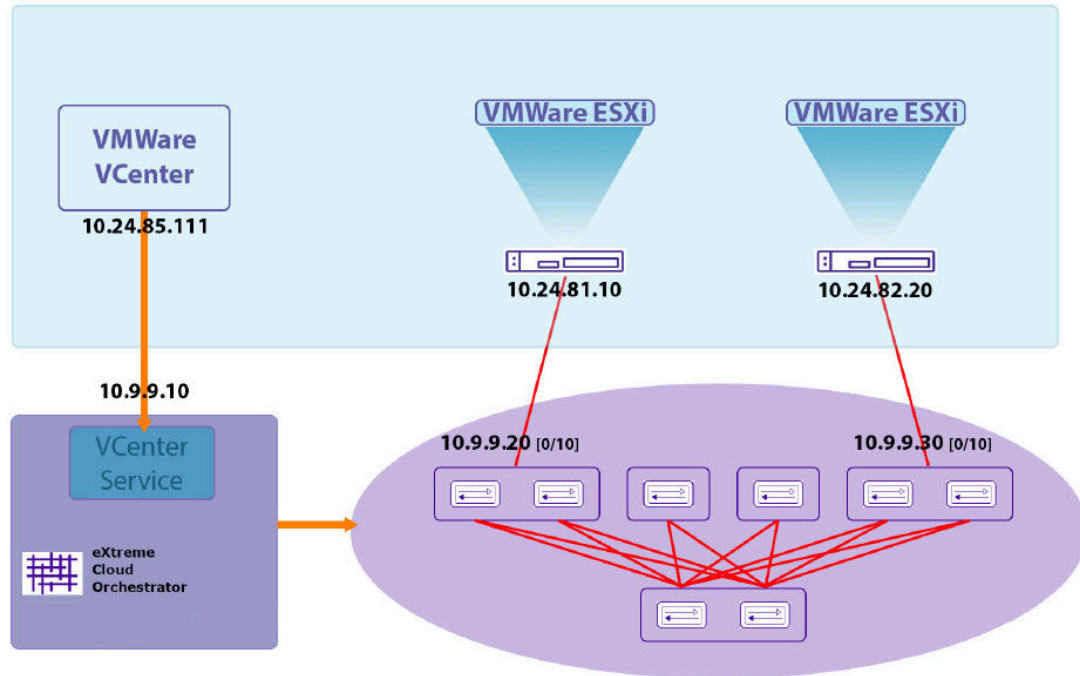 VMWare ESXi
VMWare ESXi
VMWare
VCenter
10.24.85.111
10.24.81.10
10.24.82.20
10.9.9.10
VCenter
Service
eXtreme
Cloud
Orchestrator
10.9.9.20 [0/10]
10.9.9.30 [0/10]